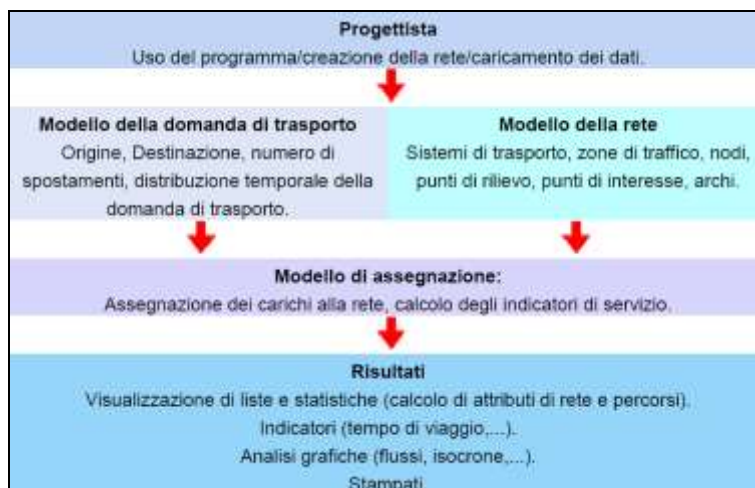 Progettista
Uso del programma/creazione della rete/caricamento dei dati.
Modello della domanda di trasporto
Origine, Destinazione, numero di
spostamenti, distribuzione temporale della
domanda di trasporto.
Modello della rete
Sistemi di trasporto, zone di traffico, nodi,
punti di rilievo, punti di interesse, archi.
Modello di assegnazione:
Assegnazione dei carichi alla rete, calcolo degli indicatori di servizio.
Risultati
Visualizzazione di liste e statistiche (calcolo di attributi di rete e percorsi).
Indicatori (tempo di viaggio,...).
Analisi grafiche (flussi, isocrone,...).
Stampati